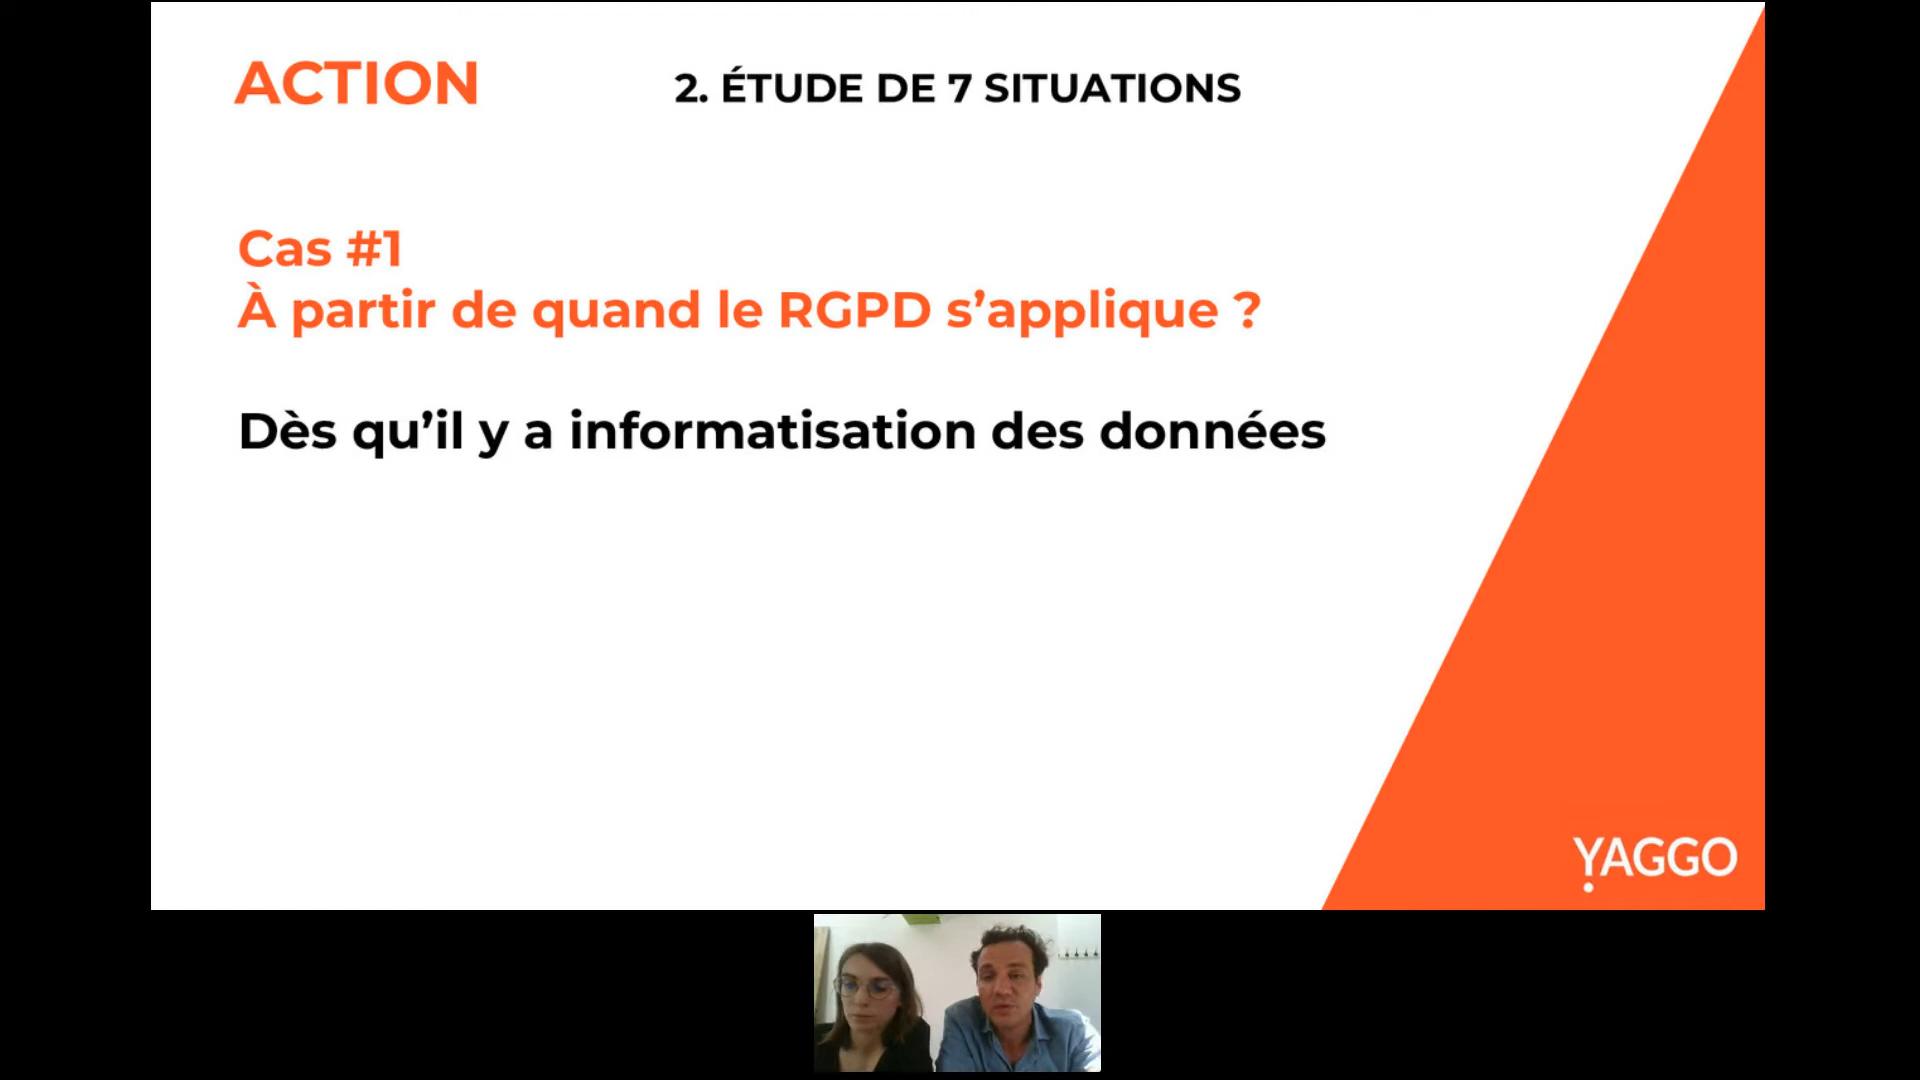 ACTION
2. ÉTUDE DE 7 SITUATIONS
Cas #1
À partir de quand le RGPD s’applique ?
Dès qu’il y a informatisation des données
YAGGO